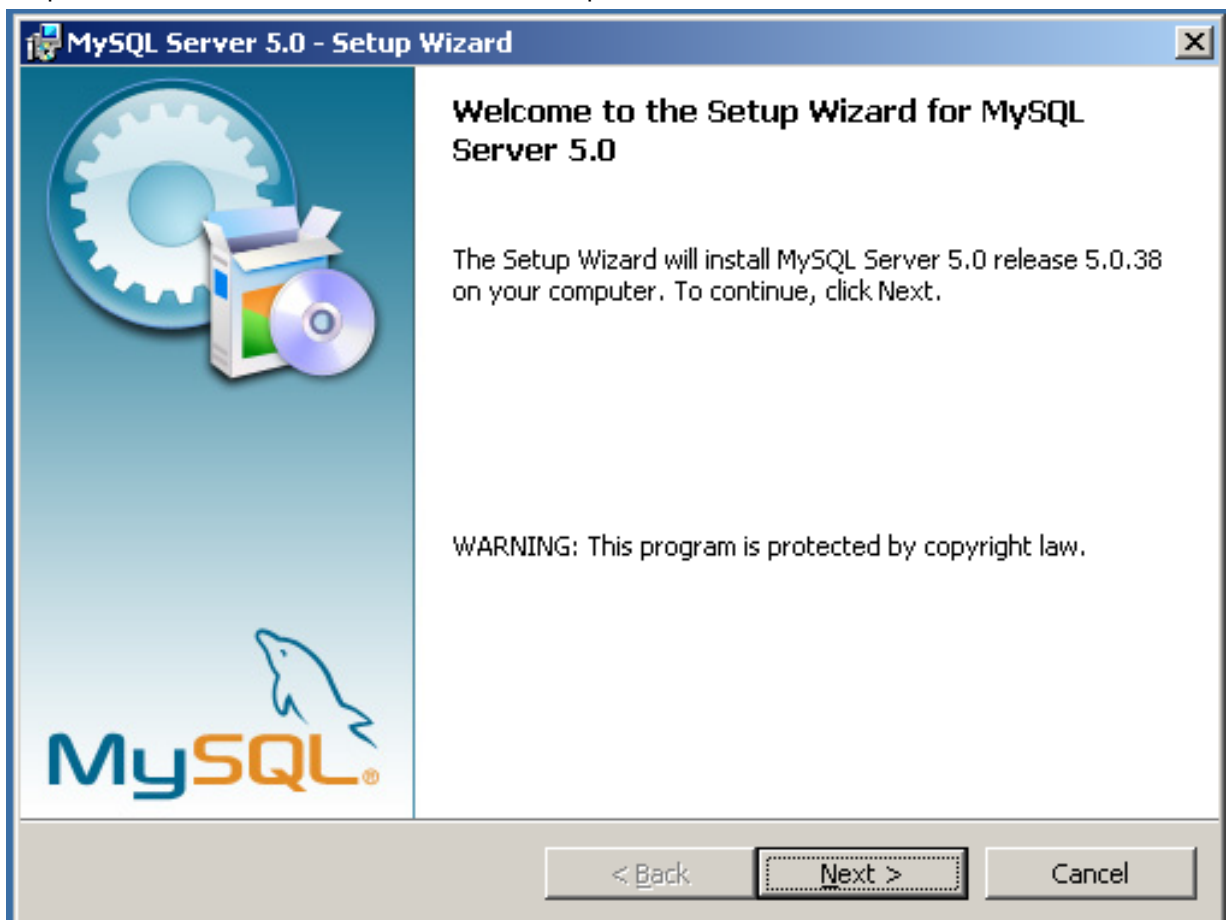 MySQL Server 5.0 - Setup Wizard
Welcome to the Setup Wizard for MySQL
Server 5.0
The Setup Wizard will install MySQL Server 5.0 release 5.0.38
on your computer. To continue, click Next.
WARNING: This program is protected by copyright law.
MySQL®
< Back
Next >
Cancel